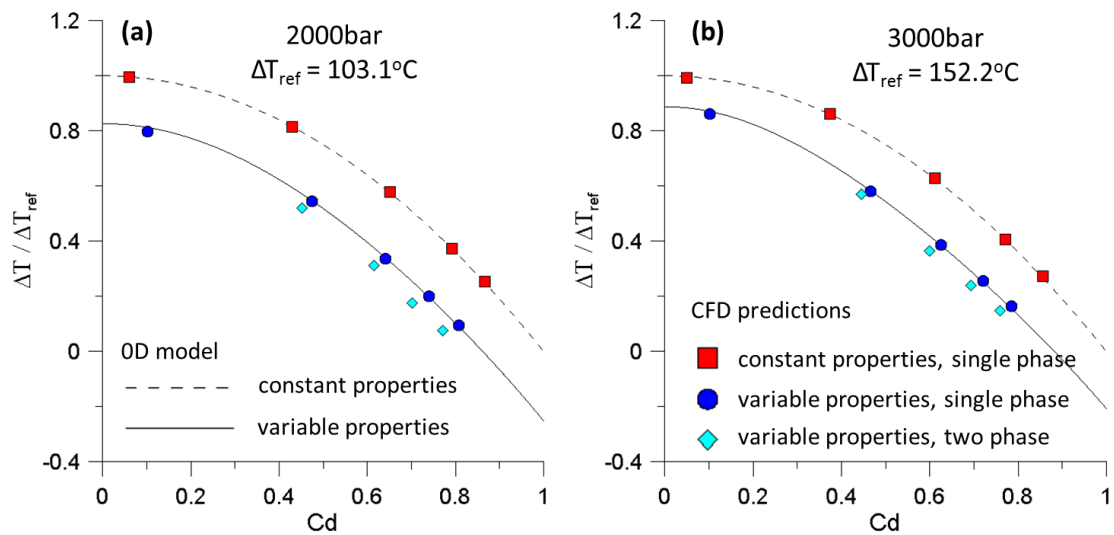 (a)
2000bar
ΔTref = 103.1°C
1.2
0.8
0.4
0
-0.4
ΔT / ΔTref
0D model
constant properties
variable properties
0
0.2
0.4
0.6
0.8
1
Cd
(b)
3000bar
ΔTref = 152.2°C
1.2
0.8
0.4
0
-0.4
ΔT / ΔTref
CFD predictions
constant properties, single phase
variable properties, single phase
variable properties, two phase
0
0.2
0.4
0.6
0.8
1
Cd